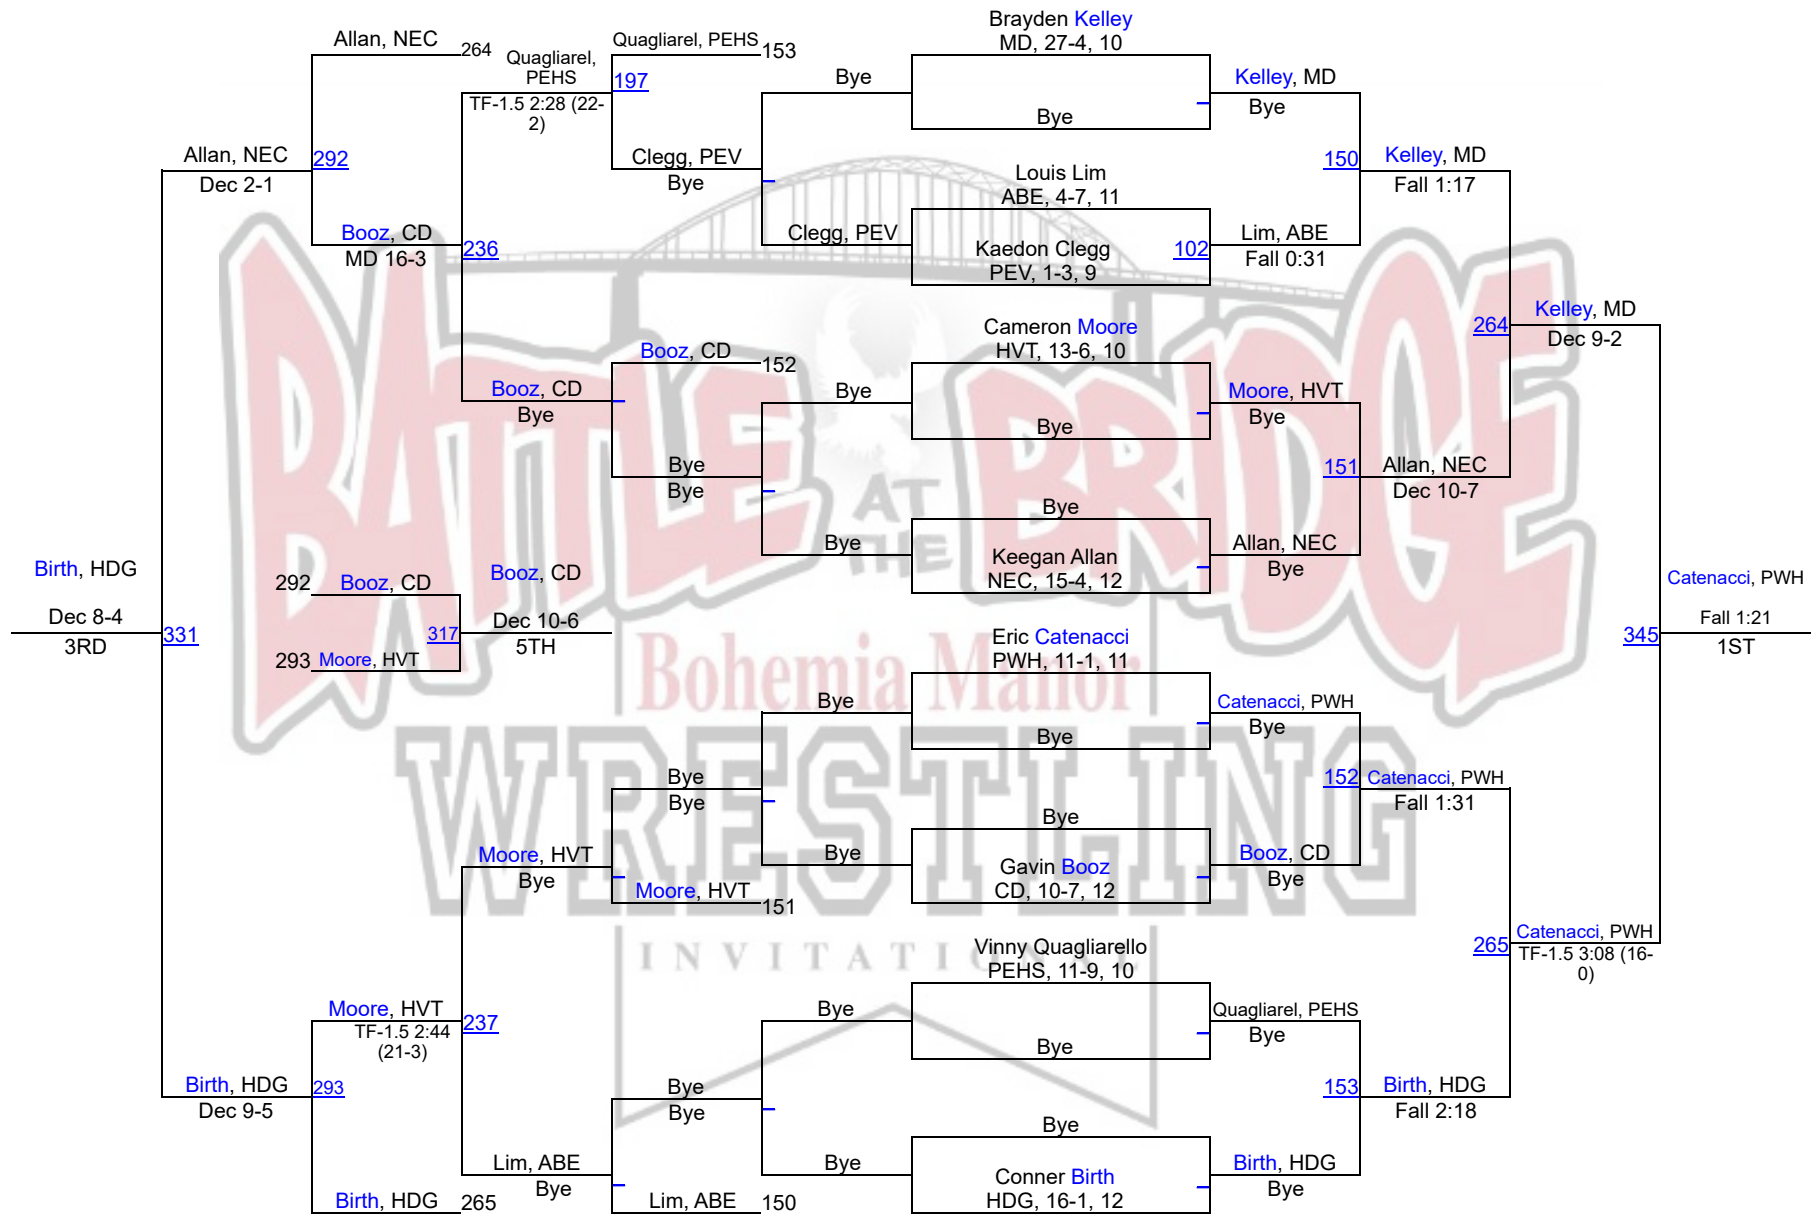 Brayden Kelley
MD, 27-4, 10
Bye
Bye
Kelley, MD
Bye
Louis Lim
ABE, 4-7, 11
Kaedon Clegg
PEV, 1-3, 9
102
Lim, ABE
Fall 0:31
150
Kelley, MD
Fall 1:17
Cameron Moore
HVT, 13-6, 10
Bye
Bye
Moore, HVT
Bye
Bye
Keegan Allan
NEC, 15-4, 12
Bye
Allan, NEC
Bye
151
Allan, NEC
Dec 10-7
264
Kelley, MD
Dec 9-2
Eric Catenacci
PWH, 11-1, 11
Bye
Bye
Catenacci, PWH
Bye
Bye
Gavin Booz
CD, 10-7, 12
Bye
Booz, CD
Bye
152
Catenacci, PWH
Fall 1:31
Vinny Quagliarello
PEHS, 11-9, 10
Bye
Bye
Quagliarel, PEHS
Bye
Bye
Conner Birth
HDG, 16-1, 12
Bye
Birth, HDG
Bye
153
Birth, HDG
Fall 2:18
265
Catenacci, PWH
TF-1.5 3:08 (16-
0)
345
Catenacci, PWH
Fall 1:21
1ST
Allan, NEC
264
Quagliarel,
PEHS
TF-1.5 2:28 (22-
2)
Quagliarel, PEHS
153
197
Clegg, PEV
Bye
Clegg, PEV
Allan, NEC
Dec 2-1
292
Booz, CD
MD 16-3
236
Booz, CD
152
Booz, CD
Bye
Bye
Bye
Birth, HDG
Dec 8-4
3RD
331
292
Booz, CD
293
Moore, HVT
317
Booz, CD
Dec 10-6
5TH
Bye
Bye
Moore, HVT
Bye
Moore, HVT
151
Moore, HVT
TF-1.5 2:44
(21-3)
237
Birth, HDG
Dec 9-5
293
Bye
Bye
Lim, ABE
Bye
Lim, ABE
150
Birth, HDG
265
BATTLE
AT
THE
BRIDGE
Bohemia Manor
WRESTLING
INVITATIONAL